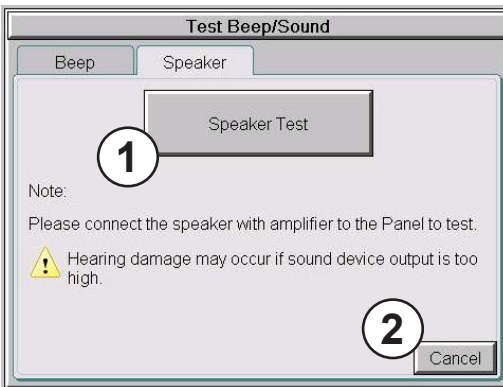 Test Beep/Sound
Beep
Speaker
Speaker Test
1
Note:
Please connect the speaker with amplifier to the Panel to test.
Hearing damage may occur if sound device output is too
high.
2
Cancel